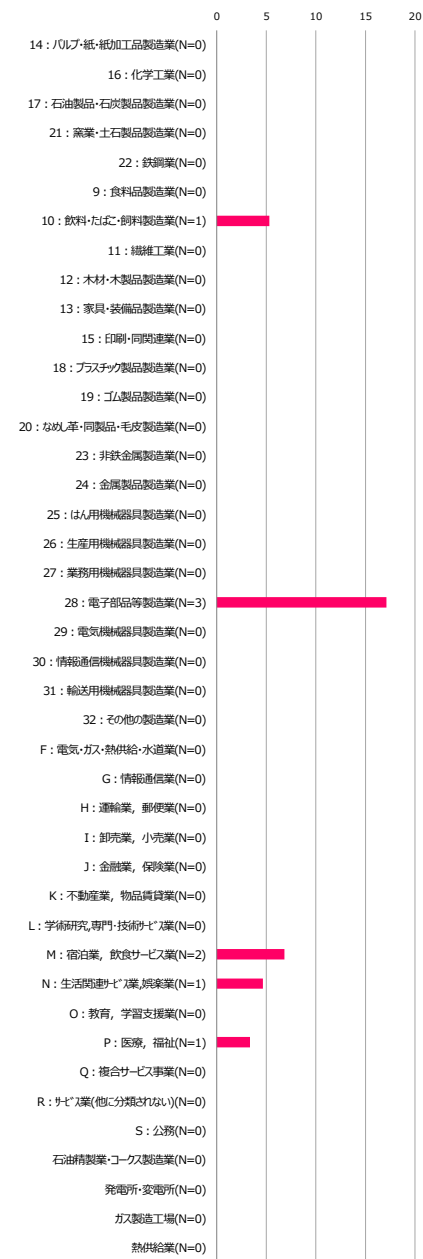 0 5 10 15 20
14：パルプ・紙・紙加工品製造業(N=0)
16：化学工業(N=0)
17：石油製品・石炭製品製造業(N=0)
21：窯業・土石製品製造業(N=0)
22：鉄鋼業(N=0)
9：食料品製造業(N=0)
10：飲料・たばこ・飼料製造業(N=1)
11：繊維工業(N=0)
12：木材・木製品製造業(N=0)
13：家具・装備品製造業(N=0)
15：印刷・同関連業(N=0)
18：プラスチック製品製造業(N=0)
19：ゴム製品製造業(N=0)
20：なめし革・同製品・毛皮製造業(N=0)
23：非鉄金属製造業(N=0)
24：金属製品製造業(N=0)
25：はん用機械器具製造業(N=0)
26：生産用機械器具製造業(N=0)
27：業務用機械器具製造業(N=0)
28：電子部品等製造業(N=3)
29：電気機械器具製造業(N=0)
30：情報通信機械器具製造業(N=0)
31：輸送用機械器具製造業(N=0)
32：その他の製造業(N=0)
F：電気・ガス・熱供給・水道業(N=0)
G：情報通信業(N=0)
H：運輸業，郵便業(N=0)
I：卸売業，小売業(N=0)
J：金融業，保険業(N=0)
K：不動産業，物品賃貸業(N=0)
L：学術研究,専門・技術ｻｰﾋﾞｽ業(N=0)
M：宿泊業，飲食サービス業(N=2)
N：生活関連ｻｰﾋﾞｽ業,娯楽業(N=1)
O：教育，学習支援業(N=0)
P：医療，福祉(N=1)
Q：複合サービス事業(N=0)
R：ｻｰﾋﾞｽ業(他に分類されない)(N=0)
S：公務(N=0)
石油精製業・コークス製造業(N=0)
発電所・変電所(N=0)
ガス製造工場(N=0)
熱供給業(N=0)